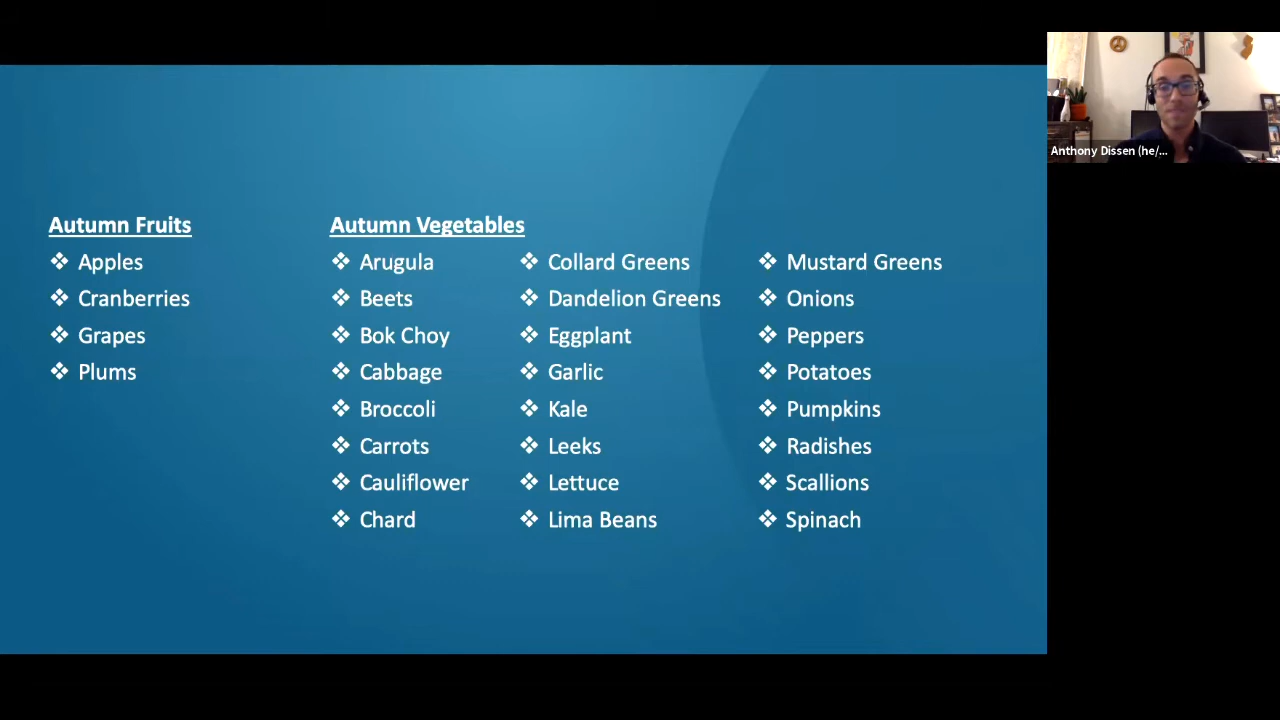 Autumn Fruits
❖ Apples
❖ Cranberries
❖ Grapes
❖ Plums
Autumn Vegetables
❖ Arugula
❖ Beets
❖ Bok Choy
❖ Cabbage
❖ Broccoli
❖ Carrots
❖ Cauliflower
❖ Chard
❖ Collard Greens
❖ Dandelion Greens
❖ Eggplant
❖ Garlic
❖ Kale
❖ Leeks
❖ Lettuce
❖ Lima Beans
❖ Mustard Greens
❖ Onions
❖ Peppers
❖ Potatoes
❖ Pumpkins
❖ Radishes
❖ Scallions
❖ Spinach
Anthony Dissen (he/...